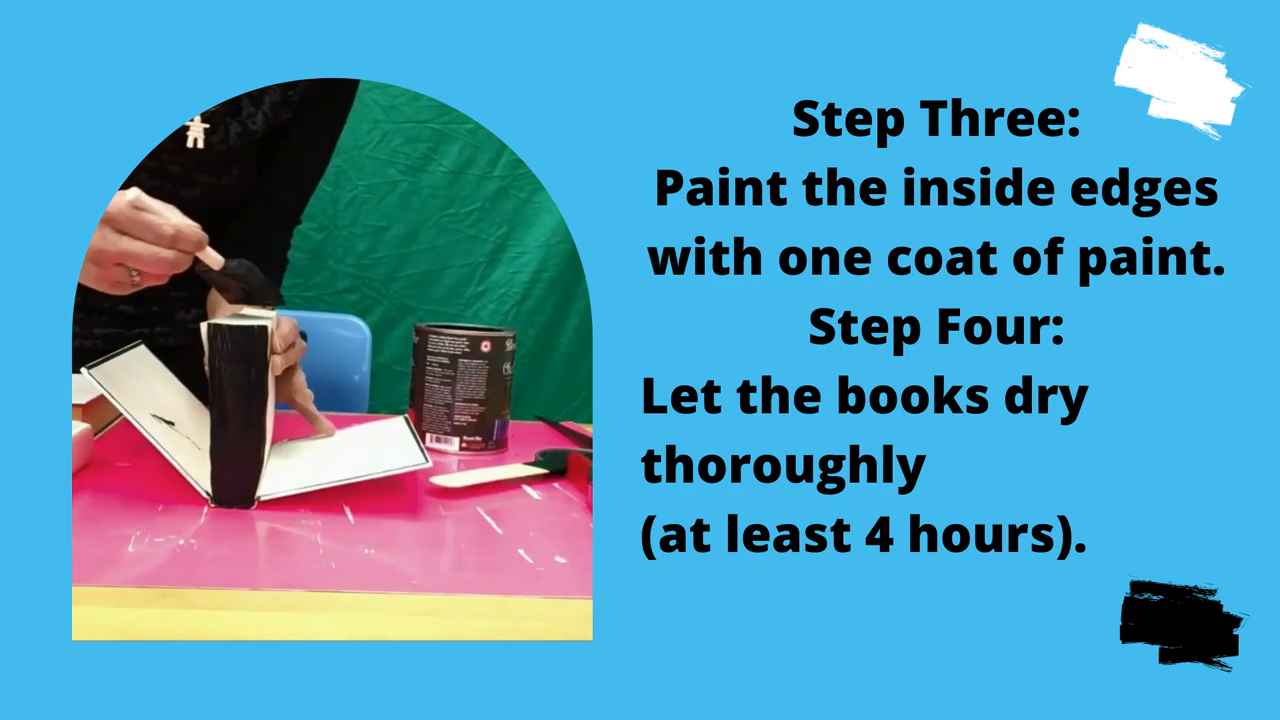 Step Three:
Paint the inside edges
with one coat of paint.
Step Four:
Let the books dry
thoroughly
(at least 4 hours).